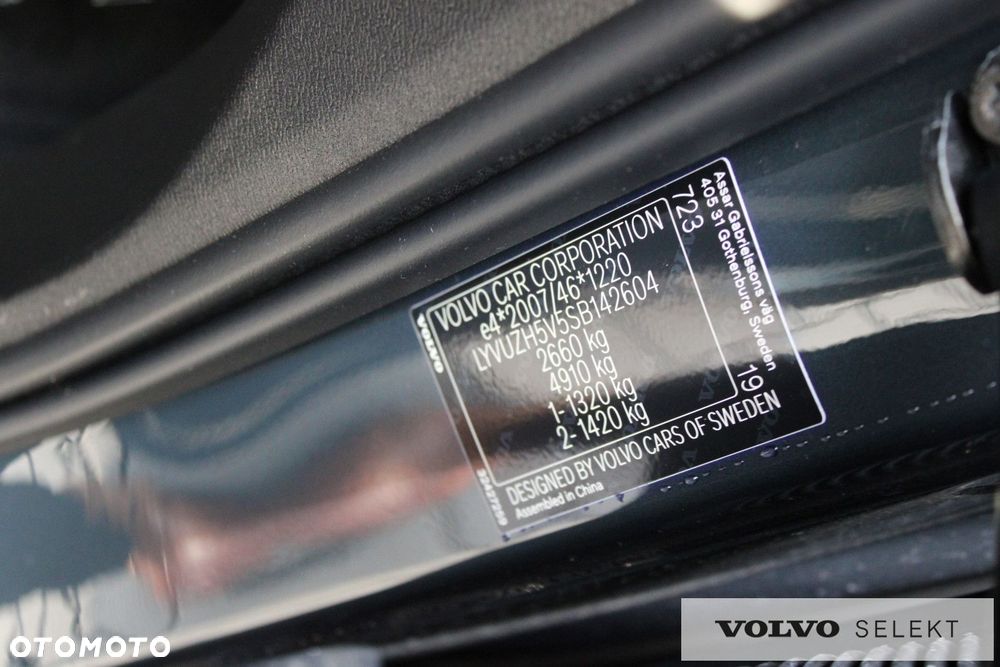 VOLVO
VOLVO CAR CORPORATION
e4*2007/46*1220
LYVUZH5V5SB142604
2660 kg
4910 kg
1- 1320 kg
2- 1420 kg
723
19
Assar Gabrielssons väg
405 31 Gothenburg, Sweden
DESIGNED BY VOLVO CARS OF SWEDEN
Assembled in China
OTOMOTO
VOLVO SELEKT